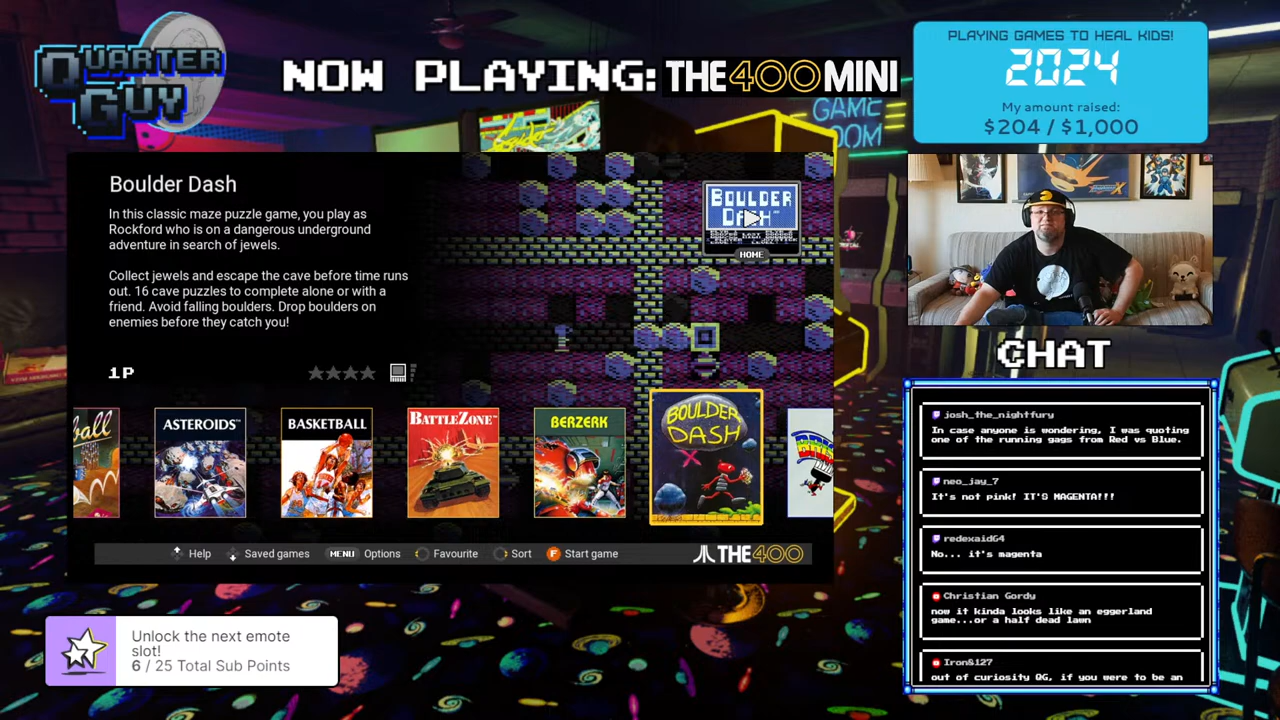 QUARTER
GUY
NOW PLAYING: THE400MINI
PLAYING GAMES TO HEAL KIDS!
2024
My amount raised:
$204 / $1,000
GAME
ROOM
Boulder Dash
In this classic maze puzzle game, you play as
Rockford who is on a dangerous underground
adventure in search of jewels.
Collect jewels and escape the cave before time runs
out. 16 cave puzzles to complete alone or with a
friend. Avoid falling boulders. Drop boulders on
enemies before they catch you!
1P
BOULDER
DASH™
HOME
ASTEROIDS™
BASKETBALL
BATTLEZONE™
BERZERK
BOULDER
DASH
Help
Saved games
MENU Options
Favourite
Sort
F Start game
THE400
Unlock the next emote
slot!
6 / 25 Total Sub Points
CHAT
josh_the_nightfury
In case anyone is wondering, I was quoting
one of the running gags from Red vs Blue.
neo_jay_7
It's not pink! IT'S MAGENTA!!!
redexaid64
No... it's magenta
Christian Gordy
now it kinda looks like an eggerland
game...or a half dead lawn
Iron8127
out of curiosity QG, if you were to be an